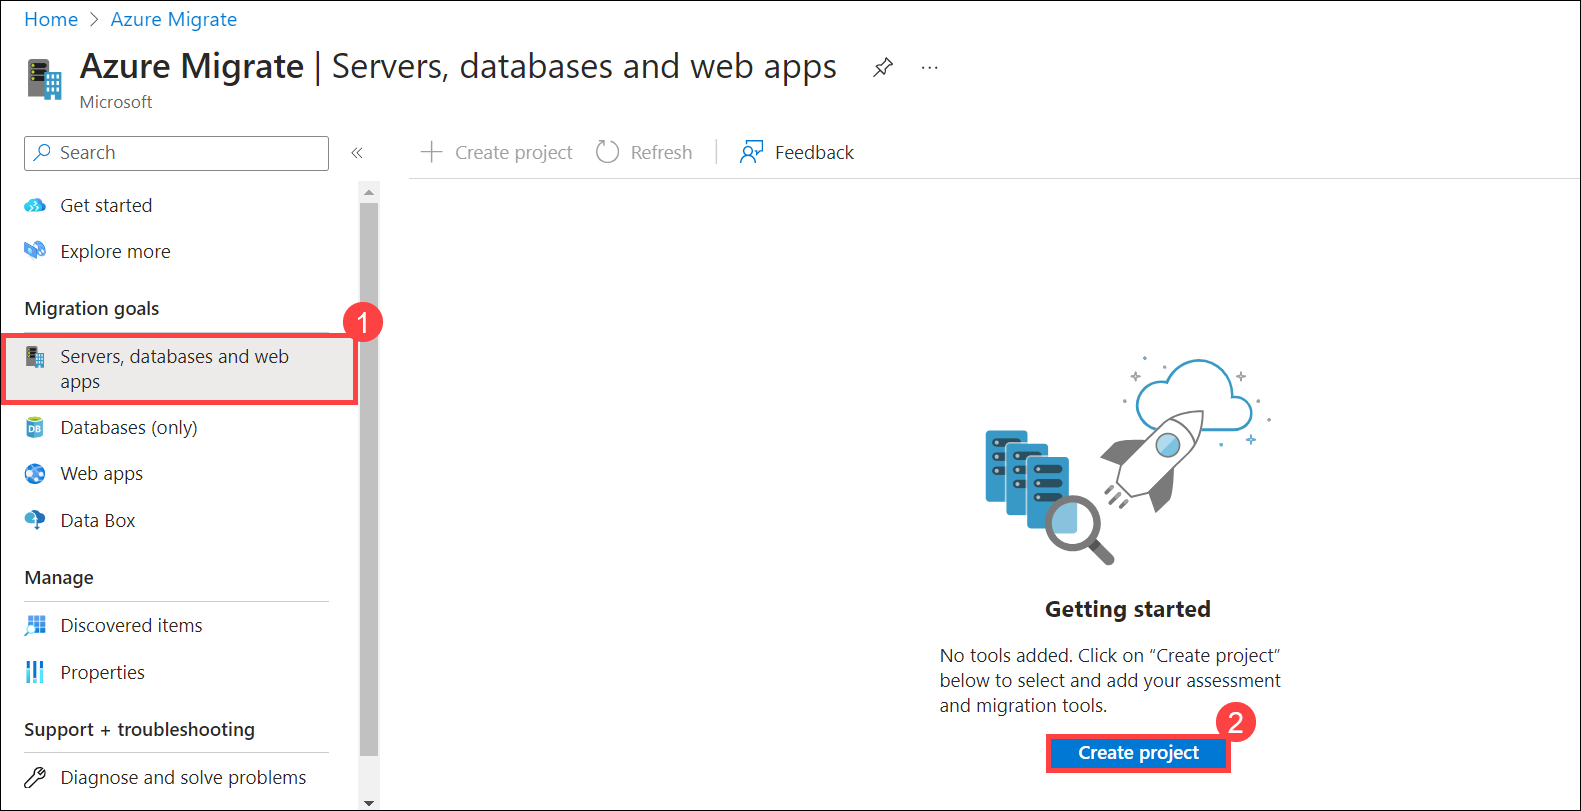 Home > Azure Migrate
Azure Migrate | Servers, databases and web apps
Microsoft
Search
Create project
Refresh
Feedback
Get started
Explore more
Migration goals
1
Servers, databases and web
apps
DB
Databases (only)
Web apps
Data Box
Manage
Discovered items
Properties
Support + troubleshooting
Diagnose and solve problems
Getting started
No tools added. Click on “Create project”
below to select and add your assessment
and migration tools.
2
Create project